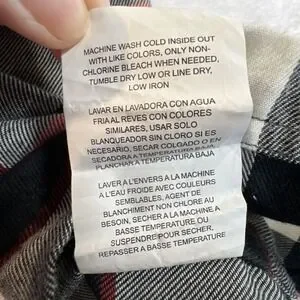 MACHINE WASH COLD INSIDE OUT
WITH LIKE COLORS, ONLY NON-
CHLORINE BLEACH WHEN NEEDED,
TUMBLE DRY LOW OR LINE DRY,
LOW IRON
LAVAR EN LAVADORA CON AGUA
FRIA AL REVES CON COLORES
SIMILARES, USAR SOLO
BLANQUEADOR SIN CLORO SI ES
NECESARIO, SECAR COLGADO O EN
SECADORA A TEMPERATURA BAJA
PLANCHAR A TEMPERATURA BAJA
LAVER A L'ENVERS A LA MACHINE
À L'EAU FROIDE AVEC COULEURS
SEMBLABLES, AGENT DE
BLANCHIMENT NON CHLORE AU
BESOIN, SECHER A LA MACHINE A
BASSE TEMPERATURE OU
SUSPENDRE POUR SECHER,
REPASSER A BASSE TEMPERATURE